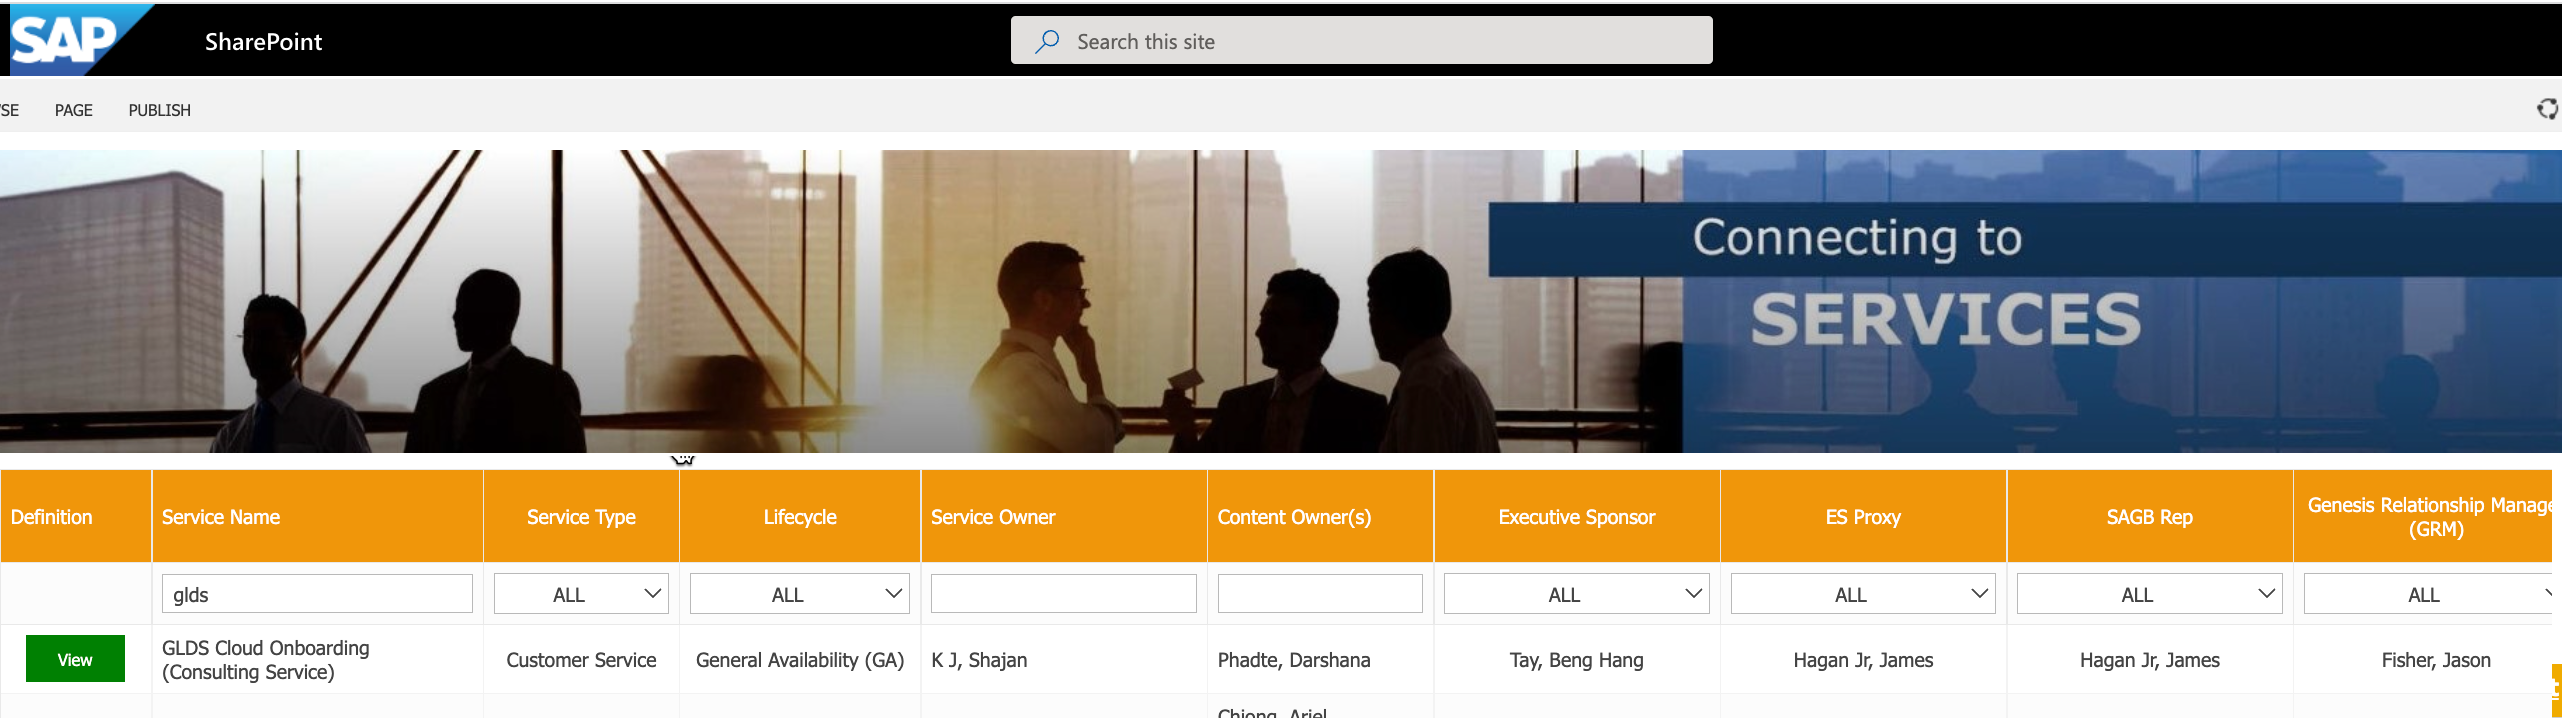 SAP
SharePoint
Search this site
SE
PAGE
PUBLISH
Connecting to
SERVICES
Definition
Service Name
Service Type
Lifecycle
Service Owner
Content Owner(s)
Executive Sponsor
ES Proxy
SAGB Rep
Genesis Relationship Manage
(GRM)
glds
ALL
ALL
ALL
ALL
ALL
ALL
View
GLDS Cloud Onboarding
(Consulting Service)
Customer Service
General Availability (GA)
K J, Shajan
Phadte, Darshana
Tay, Beng Hang
Hagan Jr, James
Hagan Jr, James
Fisher, Jason
Chiong, Ariel